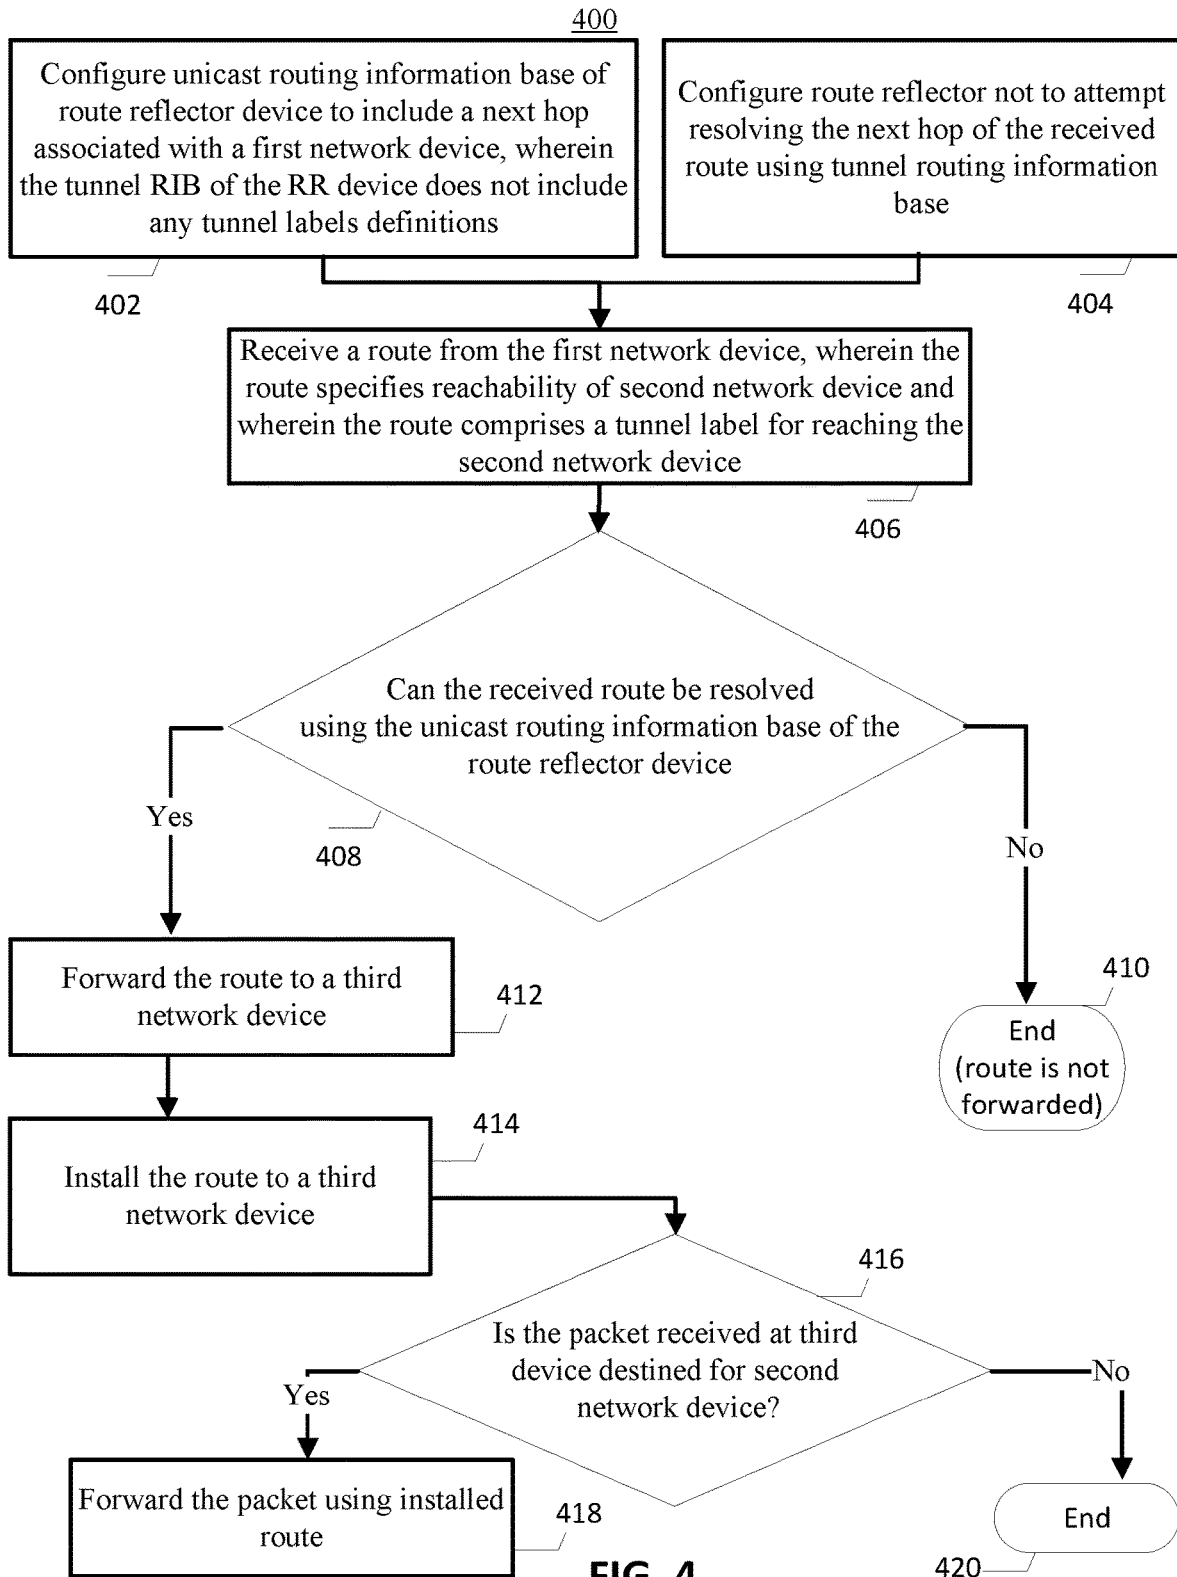 400
Configure unicast routing information base of
route reflector device to include a next hop
associated with a first network device, wherein
the tunnel RIB of the RR device does not include
any tunnel labels definitions
402
Configure route reflector not to attempt
resolving the next hop of the received
route using tunnel routing information
base
404
Receive a route from the first network device, wherein the
route specifies reachability of second network device and
wherein the route comprises a tunnel label for reaching the
second network device
406
Can the received route be resolved
using the unicast routing information base of the
route reflector device
408
Yes
No
410
End
(route is not
forwarded)
Forward the route to a third
network device
412
Install the route to a third
network device
414
416
Is the packet received at third
device destined for second
network device?
Yes
No
Forward the packet using installed
route
418
End
420
FIG. 4